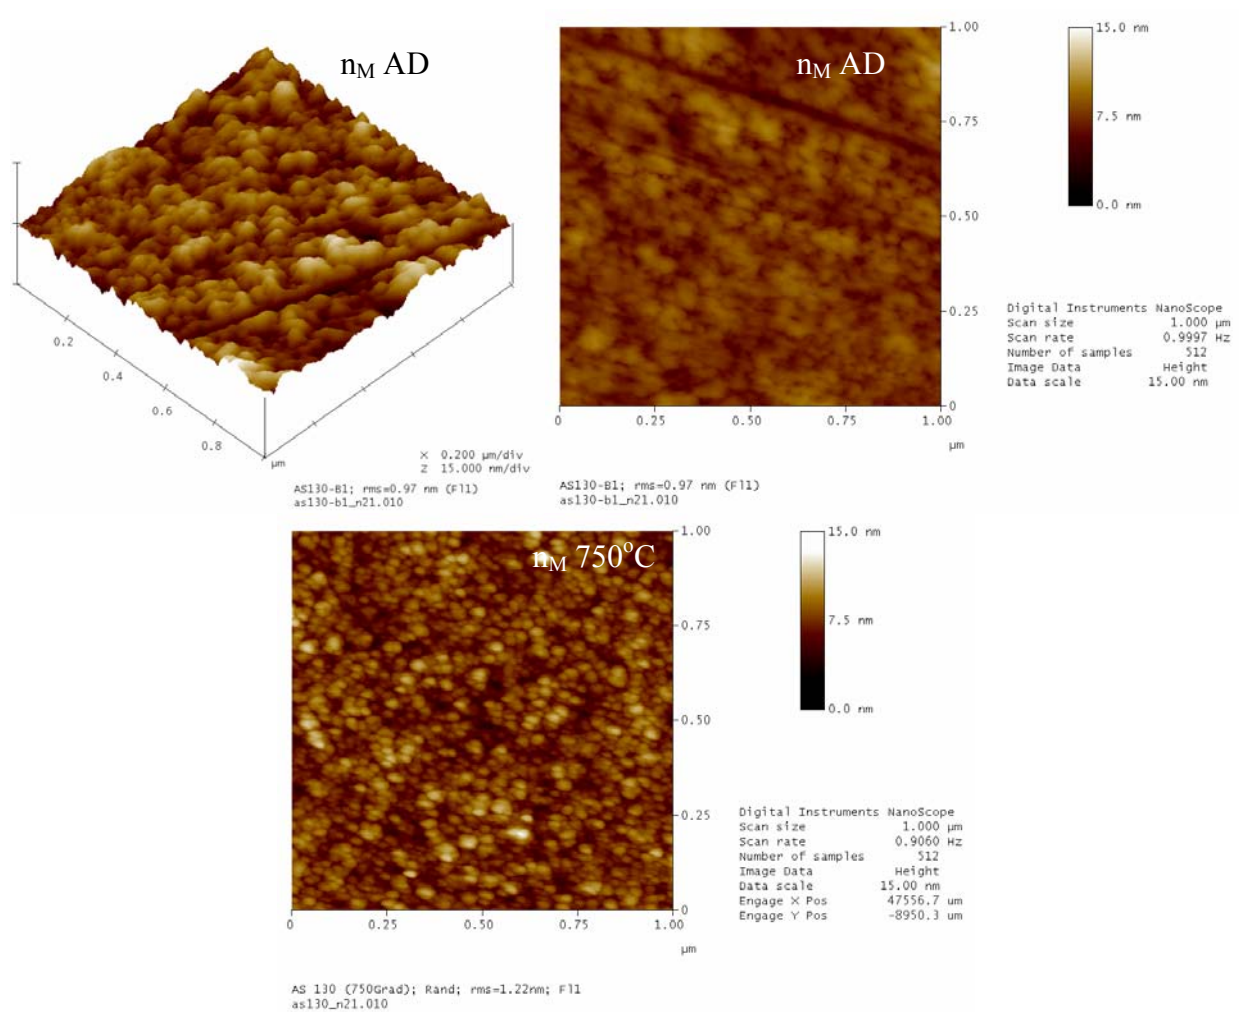 n_M AD
0.2
0.4
0.6
0.8
μm
X 0.200 μm/div
Z 15.000 nm/div
AS130-B1; rms=0.97 nm (Fl1)
as130-b1_n21.010
n_M AD
1.00
0.75
0.50
0.25
0
0 0.25 0.50 0.75 1.00
μm
AS130-B1; rms=0.97 nm (Fl1)
as130-b1_n21.010
15.0 nm
7.5 nm
0.0 nm
Digital Instruments NanoScope
Scan size 1.000 μm
Scan rate 0.9997 Hz
Number of samples 512
Image Data Height
Data scale 15.00 nm
n_M 750°C
1.00
0.75
0.50
0.25
0
0 0.25 0.50 0.75 1.00
μm
AS 130 (750Grad); Rand; rms=1.22nm; Fl1
as130_n21.010
15.0 nm
7.5 nm
0.0 nm
Digital Instruments NanoScope
Scan size 1.000 μm
Scan rate 0.9060 Hz
Number of samples 512
Image Data Height
Data scale 15.00 nm
Engage X Pos 47556.7 um
Engage Y Pos -8950.3 um